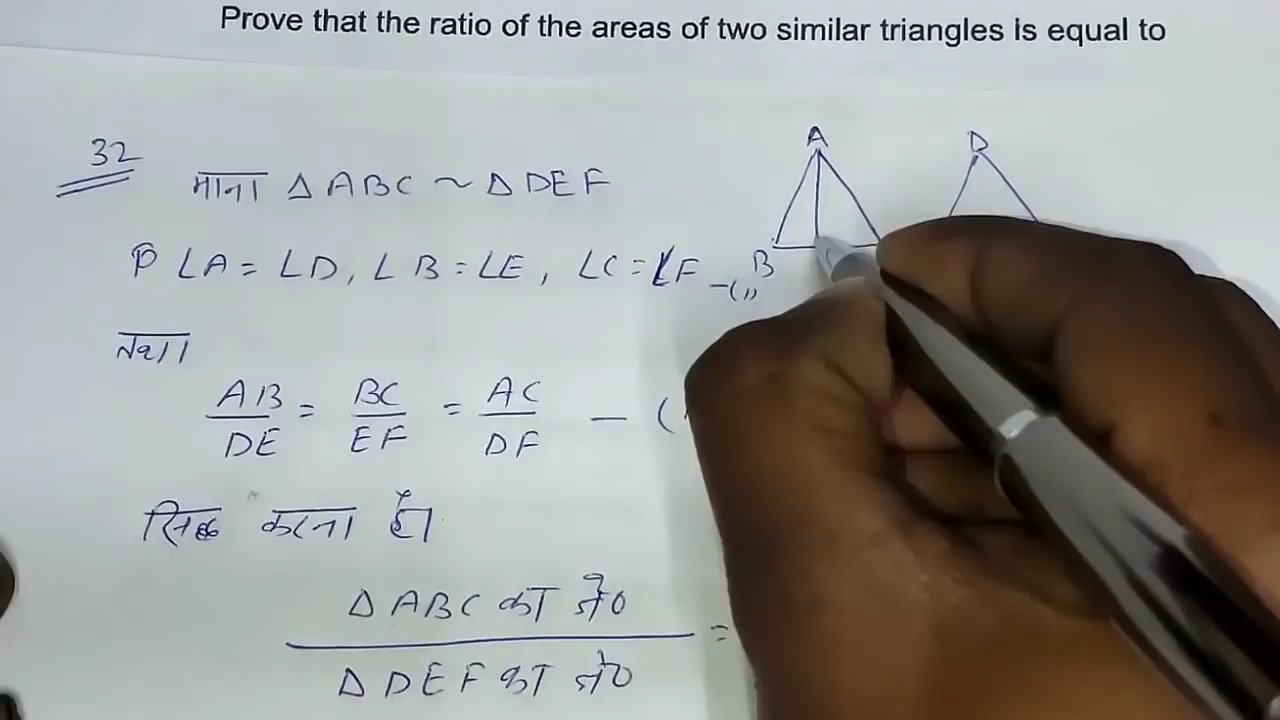 Prove that the ratio of the areas of two similar triangles is equal to
32
माना Δ ABC ~ Δ DEF
A D
P ∠A = ∠D, ∠B = ∠E, ∠C = ∠F -(1)
B
तथा
AB/DE = BC/EF = AC/DF — (
सिद्ध करना है।
Δ ABC का क्षे०
Δ DEF का क्षे० =